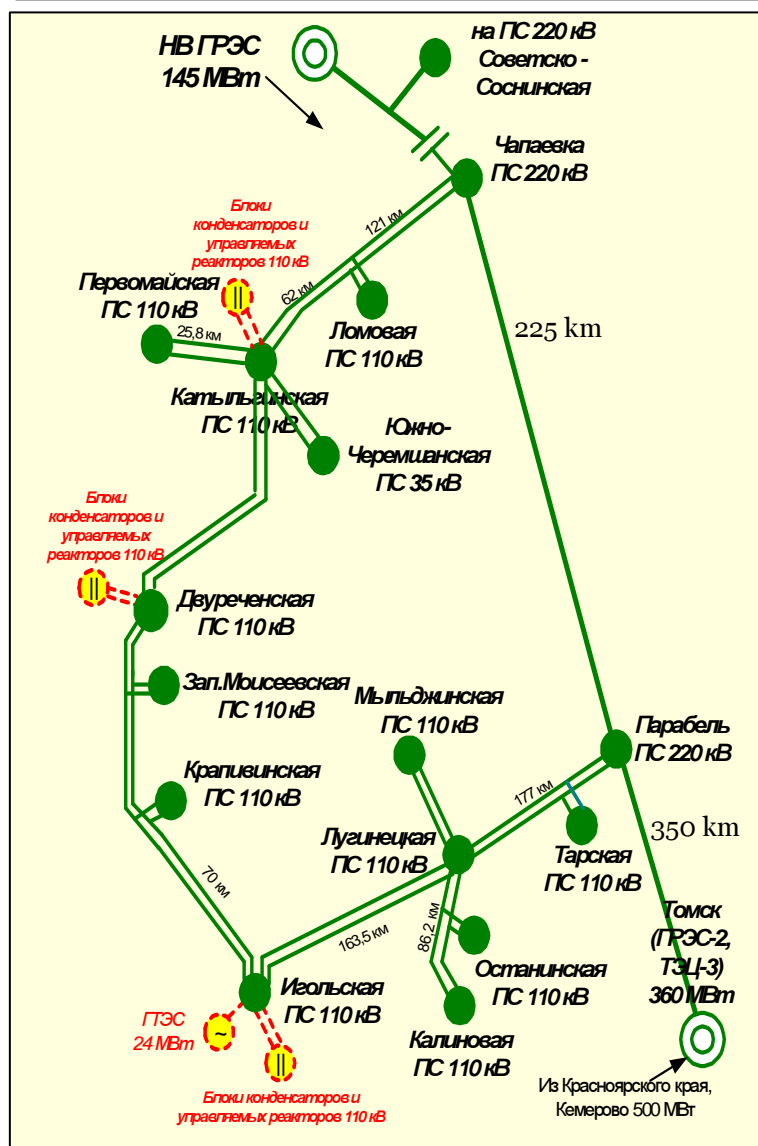 НВ ГРЭС
145 МВт
на ПС 220 кВ
Советско -
Соснинская
Чапаевка
ПС 220 кВ
Блоки
конденсаторов и
управляемых
реакторов 110 кВ
121 км
Первомайская
ПС 110 кВ
62 км
25,8 км
Ломовая
ПС 110 кВ
225 km
Катыльгинская
ПС 110 кВ
Южно-
Черемшанская
ПС 35 кВ
Блоки
конденсаторов и
управляемых
реакторов 110 кВ
Двуреченская
ПС 110 кВ
Зап.Моисеевская
ПС 110 кВ
Мыльджинская
ПС 110 кВ
Парабель
ПС 220 кВ
Крапивинская
ПС 110 кВ
177 км
350 km
Лугинецкая
ПС 110 кВ
Тарская
ПС 110 кВ
70 км
163,5 км
86,2 км
Томск
(ГРЭС-2,
ТЭЦ-3)
360 МВт
Останинская
ПС 110 кВ
Игольская
ПС 110 кВ
Калиновая
ПС 110 кВ
ГТЭС
24 МВт
Из Красноярского края,
Кемерово 500 МВт
Блоки конденсаторов и
управляемых реакторов 110 кВ